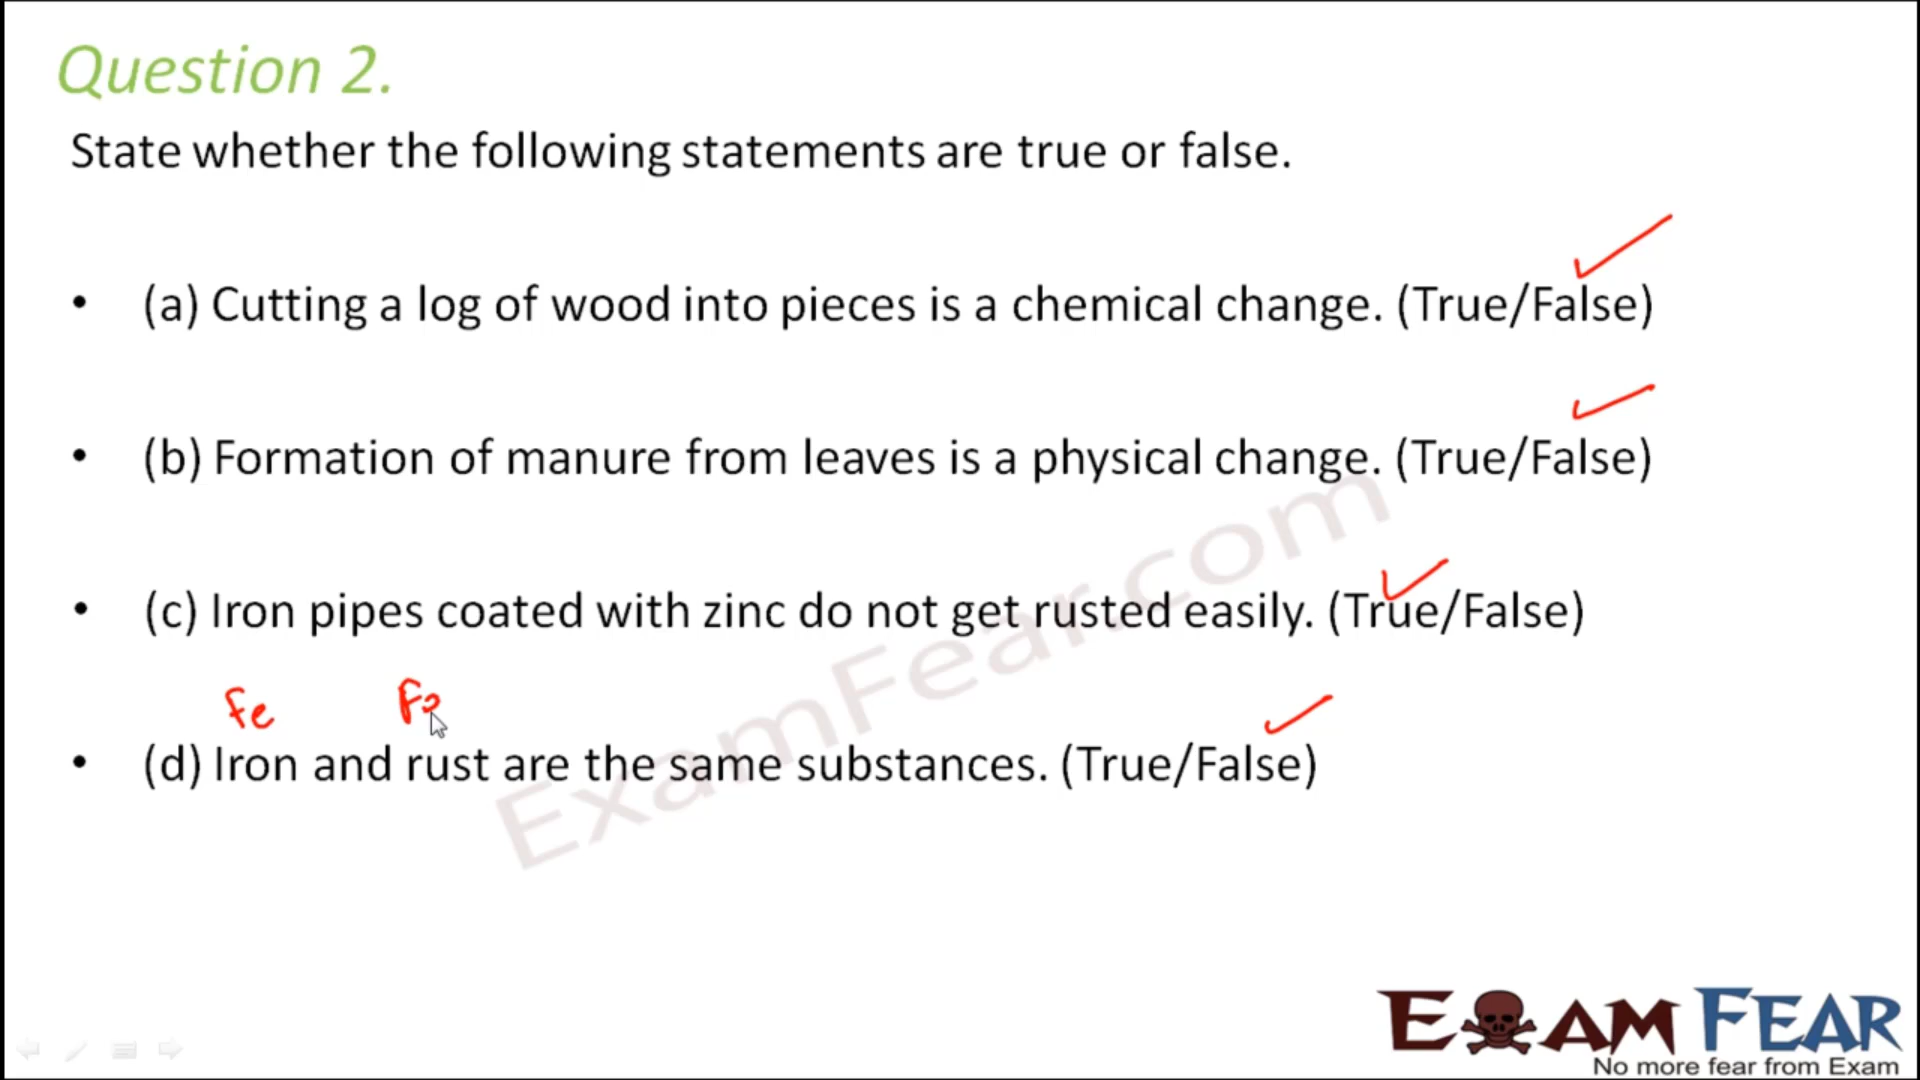 Question 2.
State whether the following statements are true or false.
• (a) Cutting a log of wood into pieces is a chemical change. (True/False)
• (b) Formation of manure from leaves is a physical change. (True/False)
• (c) Iron pipes coated with zinc do not get rusted easily. (True/False)
Fe
• (d) Iron and rust are the same substances. (True/False)
ExamFear.com
EXAMFEAR
No more fear from Exam